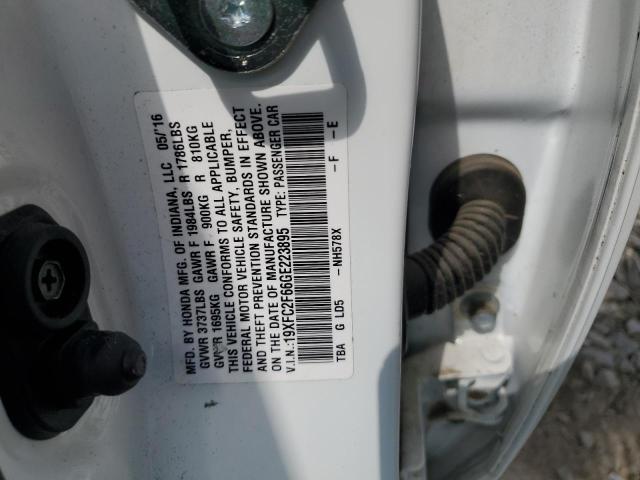 MFD. BY HONDA MFG. OF INDIANA, LLC 05/16
GVWR 3737LBS GAWR F 1984LBS R 1786LBS
GVWR 1695KG GAWR F 900KG R 810KG
THIS VEHICLE CONFORMS TO ALL APPLICABLE
FEDERAL MOTOR VEHICLE SAFETY, BUMPER,
AND THEFT PREVENTION STANDARDS IN EFFECT
ON THE DATE OF MANUFACTURE SHOWN ABOVE.
V.I.N.:19XFC2F66GE223895 TYPE: PASSENGER CAR
TBA G LD5 -NH578X -F -E